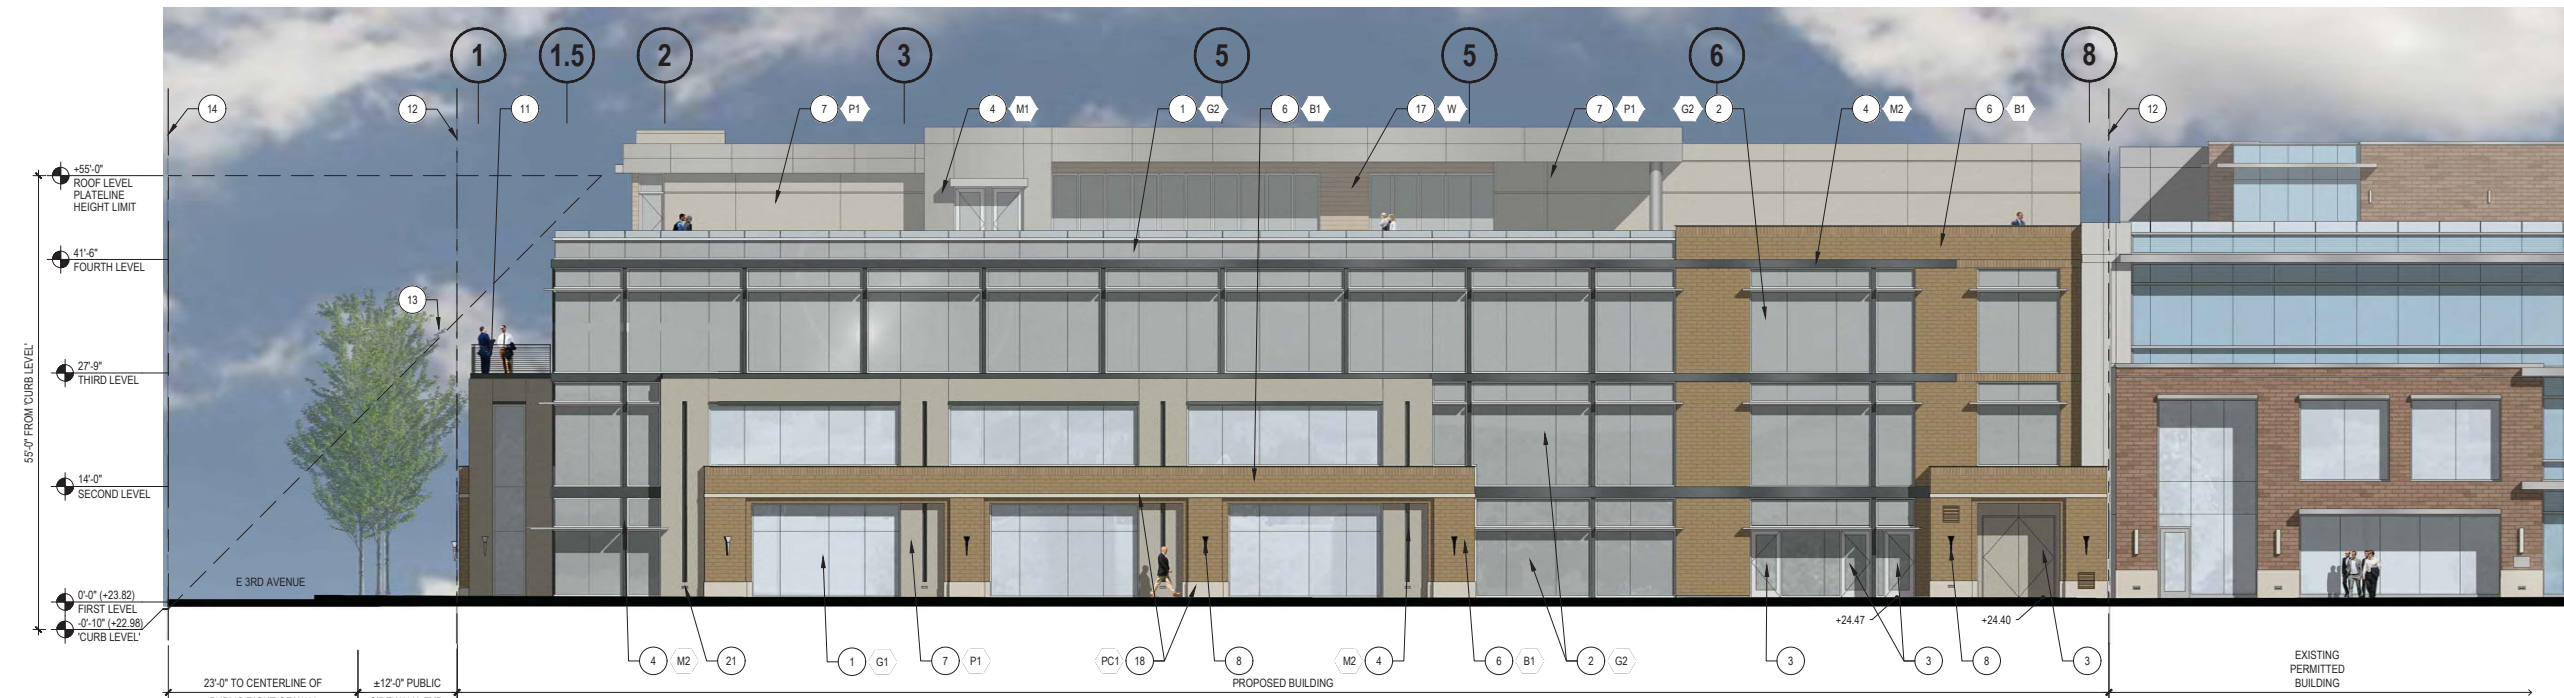 1
1.5
2
3
5
5
6
8
14
12
11
7 P1
4 M1
1 G2
6 B1
17 W
7 P1
G2 2
4 M2
6 B1
12
+55'-0"
ROOF LEVEL
PLATELINE
HEIGHT LIMIT
41'-6"
FOURTH LEVEL
13
27'-9"
THIRD LEVEL
55'-0" FROM 'CURB LEVEL'
14'-0"
SECOND LEVEL
E 3RD AVENUE
0'-0" (+23.82)
FIRST LEVEL
-0'-10" (+22.98)
'CURB LEVEL'
+24.47
+24.40
4 M2
21
1 G1
7 P1
PC1 18
8
M2 4
6 B1
2 G2
3
3
8
3
23'-0" TO CENTERLINE OF
±12'-0" PUBLIC
PROPOSED BUILDING
EXISTING
PERMITTED
BUILDING